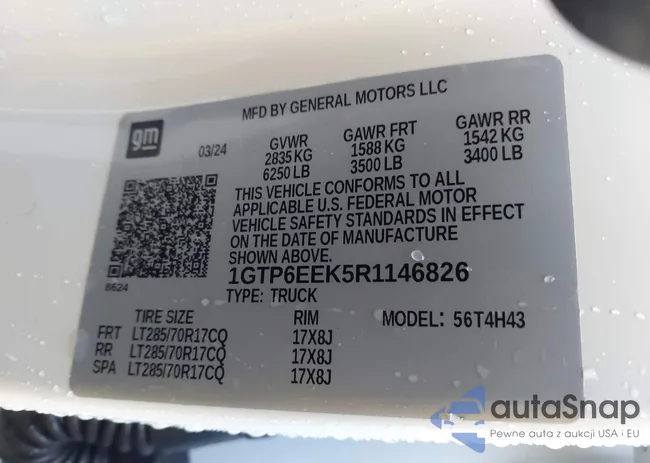 MFD BY GENERAL MOTORS LLC
gm
03/24
GVWR GAWR FRT GAWR RR
2835 KG 1588 KG 1542 KG
6250 LB 3500 LB 3400 LB
THIS VEHICLE CONFORMS TO ALL
APPLICABLE U.S. FEDERAL MOTOR
VEHICLE SAFETY STANDARDS IN EFFECT
ON THE DATE OF MANUFACTURE
SHOWN ABOVE.
8624
1GTP6EEK5R1146826
TYPE: TRUCK
TIRE SIZE RIM MODEL: 56T4H43
FRT LT285/70R17CQ 17X8J
RR LT285/70R17CQ 17X8J
SPA LT285/70R17CQ 17X8J
autaSnap
Pewne auta z aukcji USA i EU